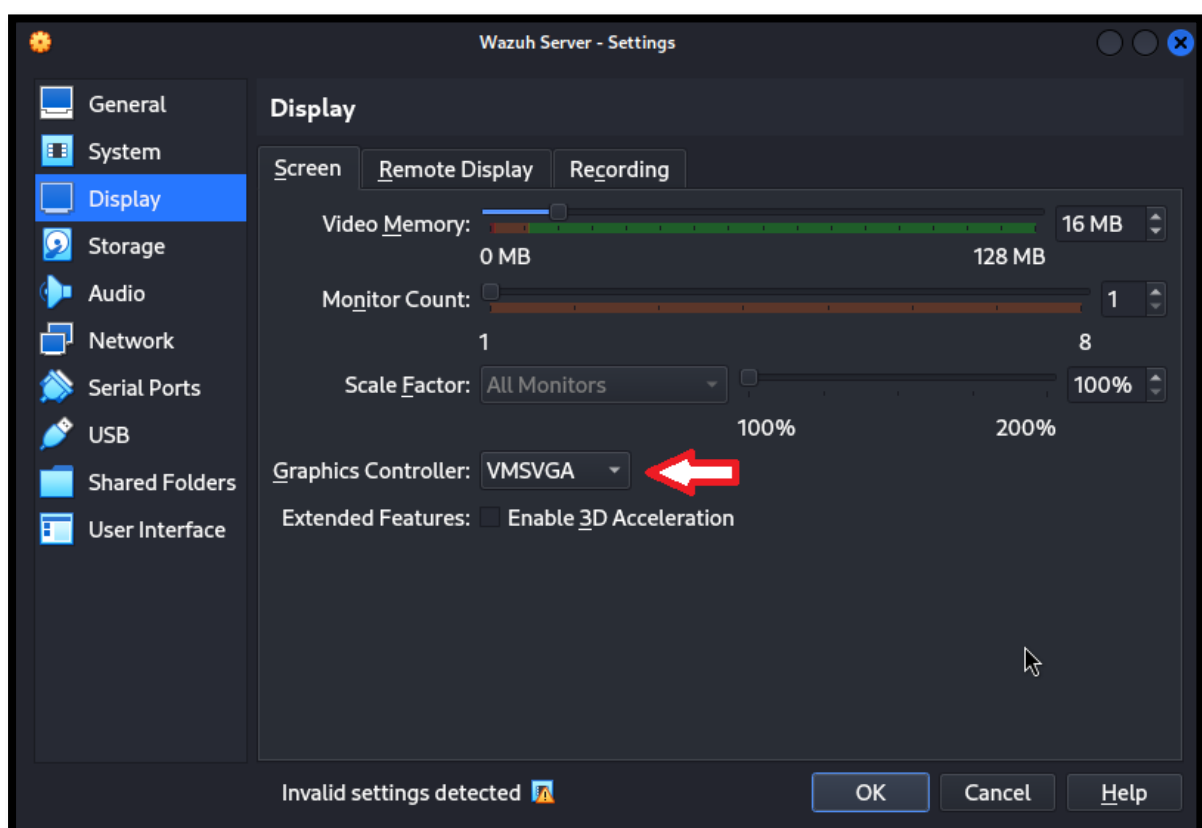 Wazuh Server - Settings
General
System
Display
Storage
Audio
Network
Serial Ports
USB
Shared Folders
User Interface
Display
Screen
Remote Display
Recording
Video Memory:
16 MB
0 MB
128 MB
Monitor Count:
1
1
8
Scale Factor:
All Monitors
100%
100%
200%
Graphics Controller:
VMSVGA
Extended Features:
Enable 3D Acceleration
Invalid settings detected
OK
Cancel
Help